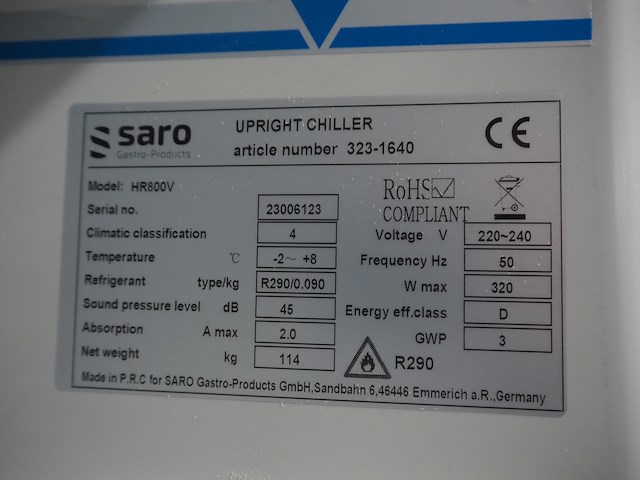 saro
Gastro-Products
UPRIGHT CHILLER
article number 323-1640
CE
Model: HR800V
RoHS
COMPLIANT
Serial no. 23006123
Climatic classification 4
Temperature ℃ -2~ +8
Refrigerant type/kg R290/0.090
Sound pressure level dB 45
Absorption A max 2.0
Net weight kg 114
Voltage V 220~240
Frequency Hz 50
W max 320
Energy eff.class D
GWP 3
R290
Made in P.R.C for SARO Gastro-Products GmbH,Sandbahn 6,46446 Emmerich a.R.,Germany